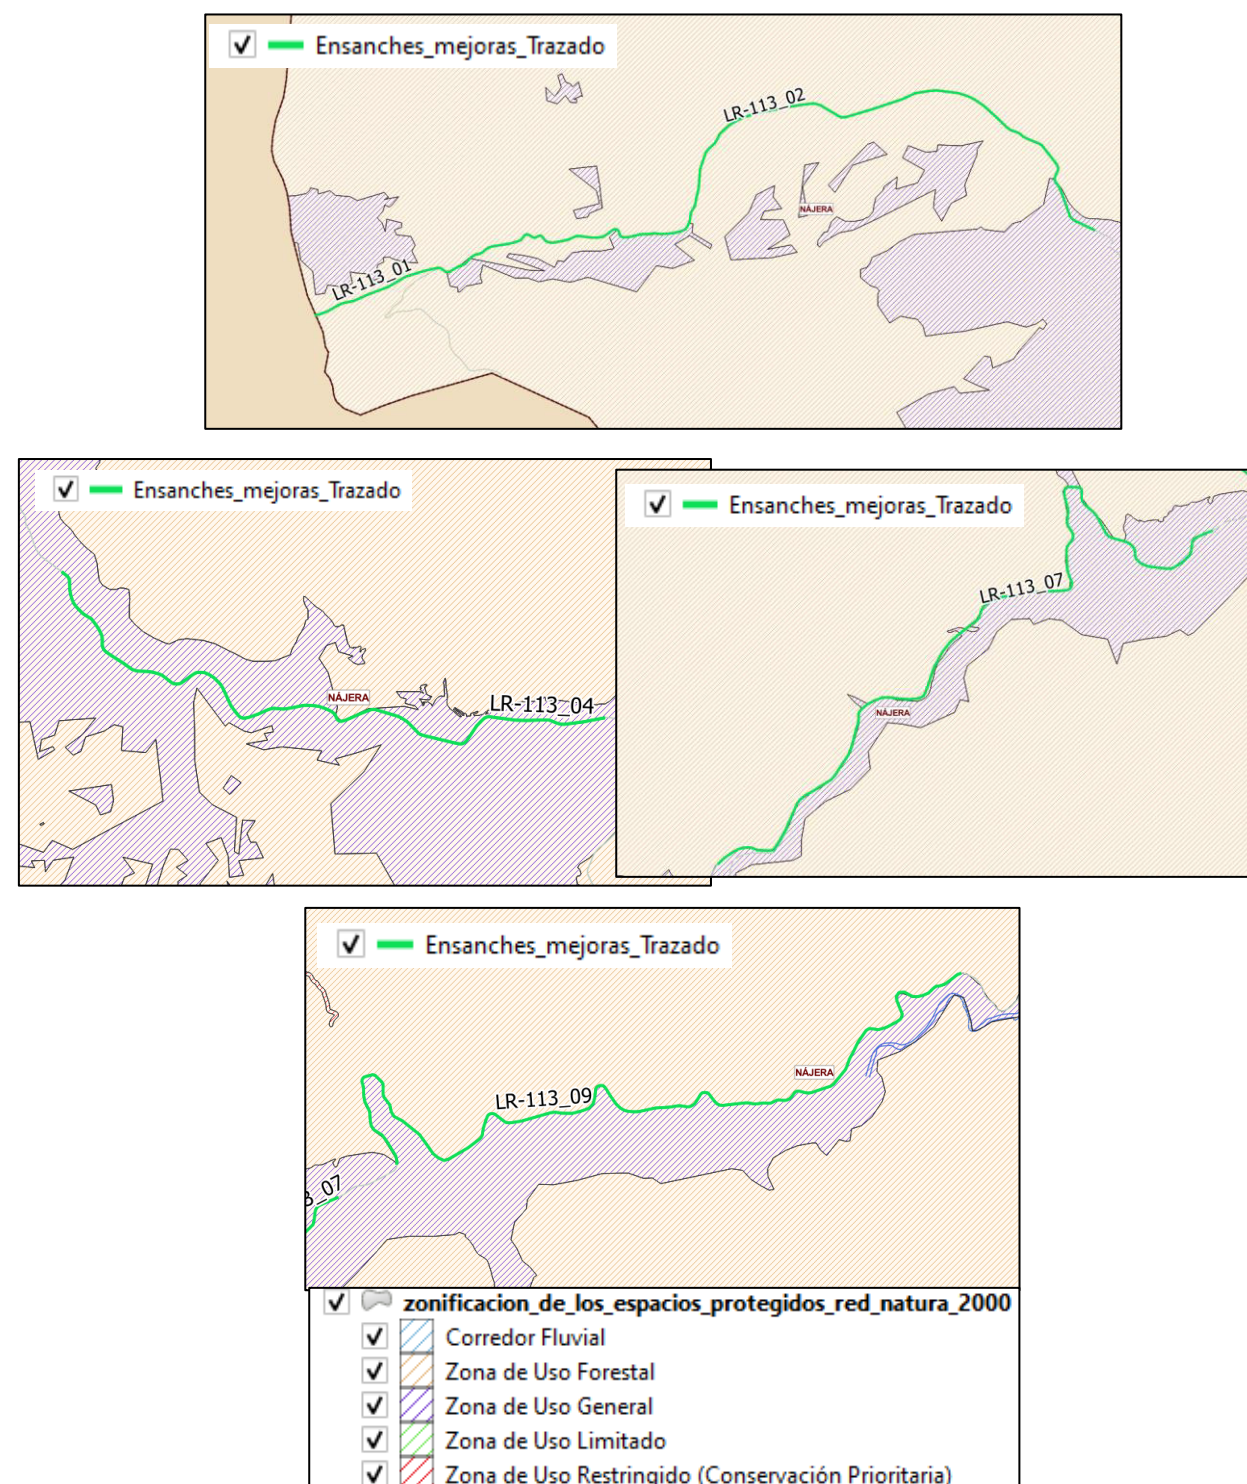 Ensanches_mejoras_Trazado
LR-113_02
NÁJERA
LR-113_01
Ensanches_mejoras_Trazado
NÁJERA
LR-113_04
Ensanches_mejoras_Trazado
LR-113_07
NÁJERA
Ensanches_mejoras_Trazado
NÁJERA
LR-113_09
3_07
zonificacion_de_los_espacios_protegidos_red_natura_2000
Corredor Fluvial
Zona de Uso Forestal
Zona de Uso General
Zona de Uso Limitado
Zona de Uso Restringido (Conservación Prioritaria)